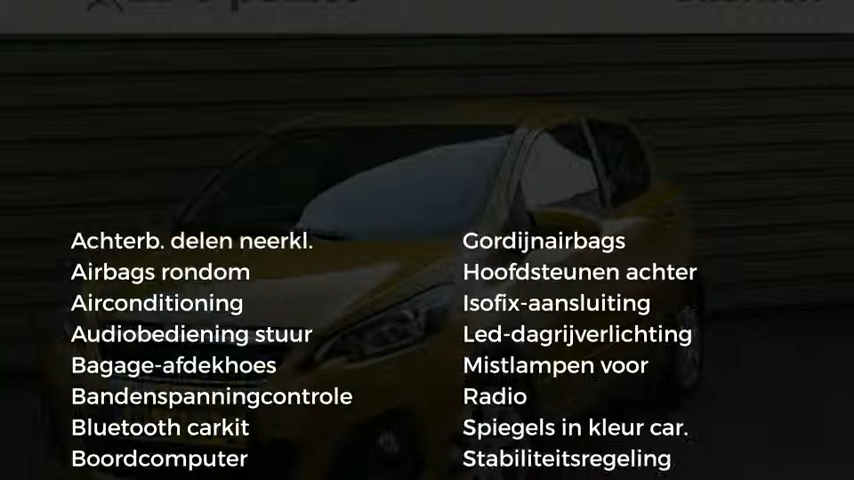 Achterb. delen neerkl.
Airbags rondom
Airconditioning
Audiobediening stuur
Bagage-afdekhoes
Bandenspanningcontrole
Bluetooth carkit
Boordcomputer
Gordijnairbags
Hoofdsteunen achter
Isofix-aansluiting
Led-dagrijverlichting
Mistlampen voor
Radio
Spiegels in kleur car.
Stabiliteitsregeling